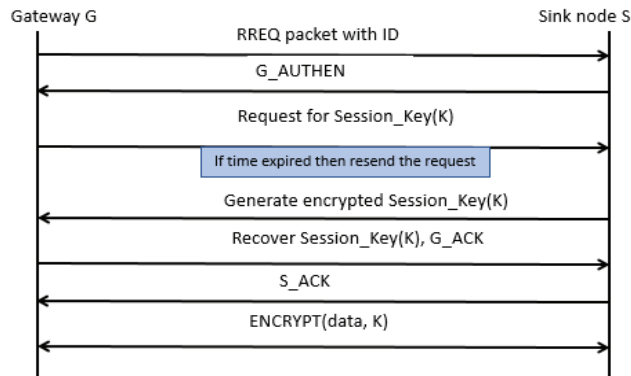 Gateway G
Sink node S
RREQ packet with ID
G_AUTHEN
Request for Session_Key(K)
If time expired then resend the request
Generate encrypted Session_Key(K)
Recover Session_Key(K), G_ACK
S_ACK
ENCRYPT(data, K)